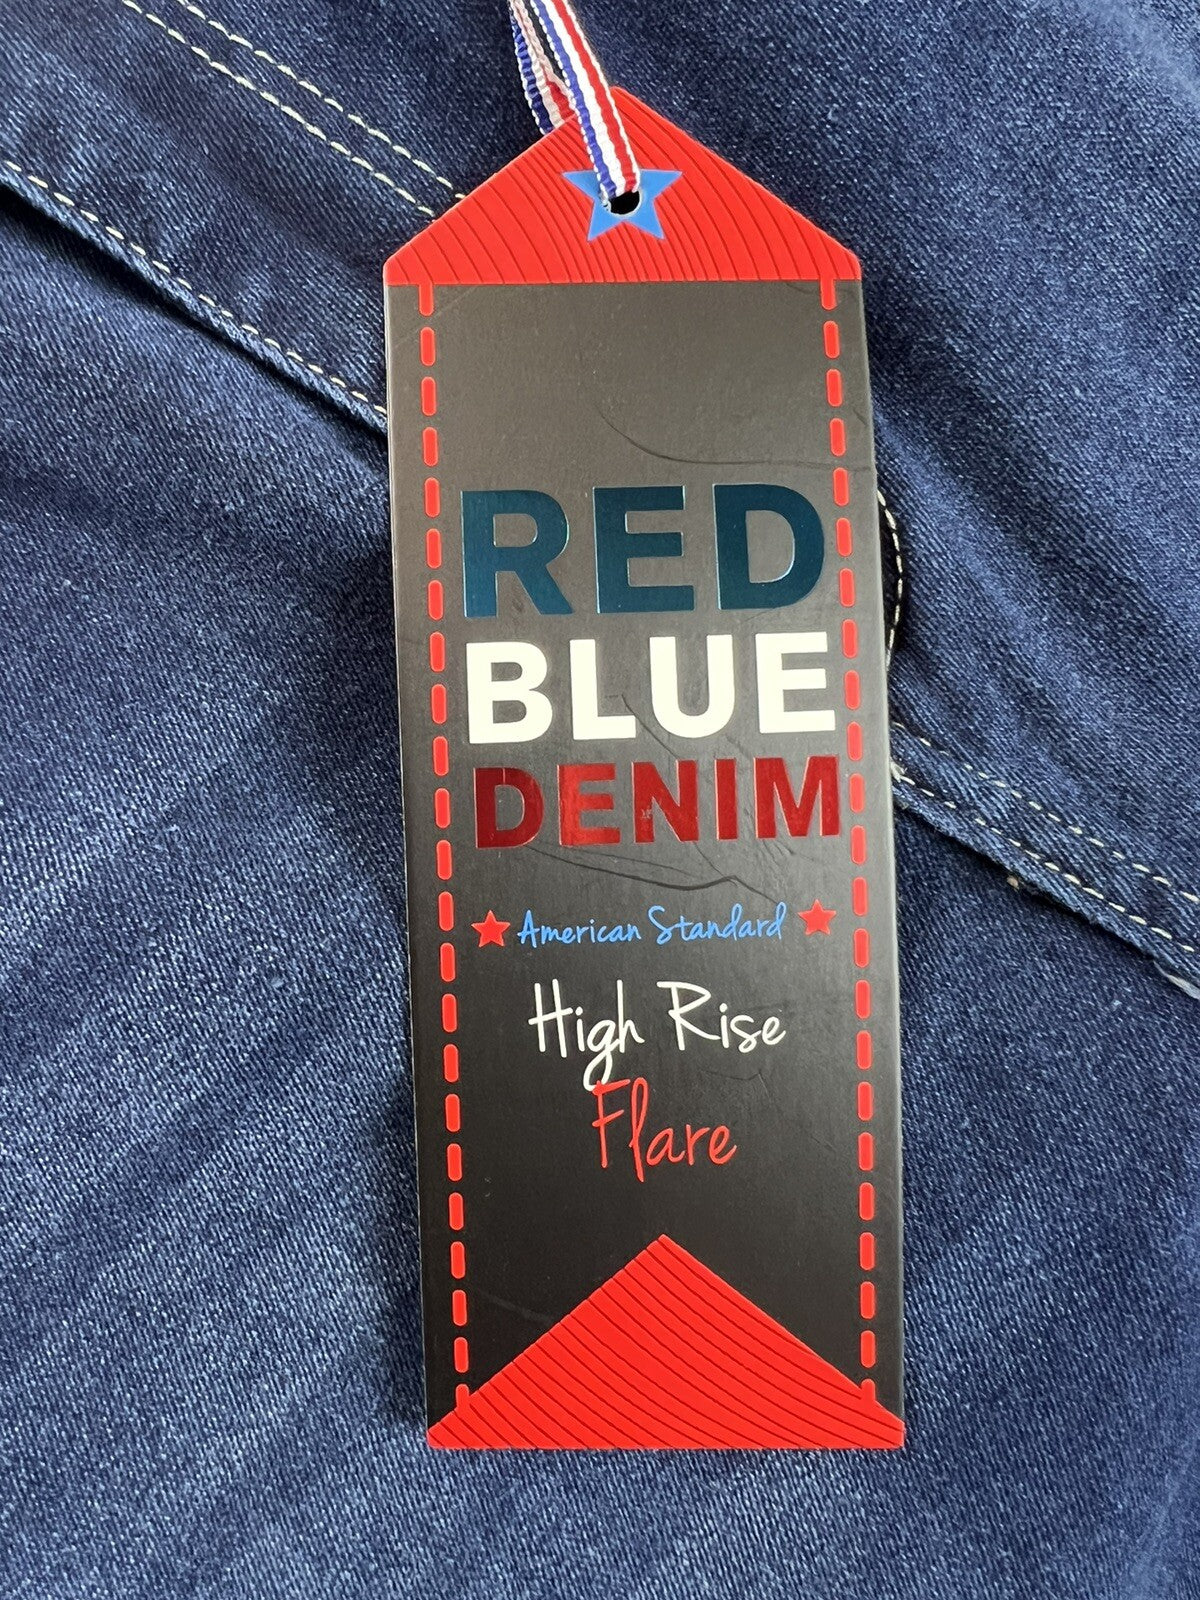 RED
BLUE
DENIM
American Standard
High Rise
Flare